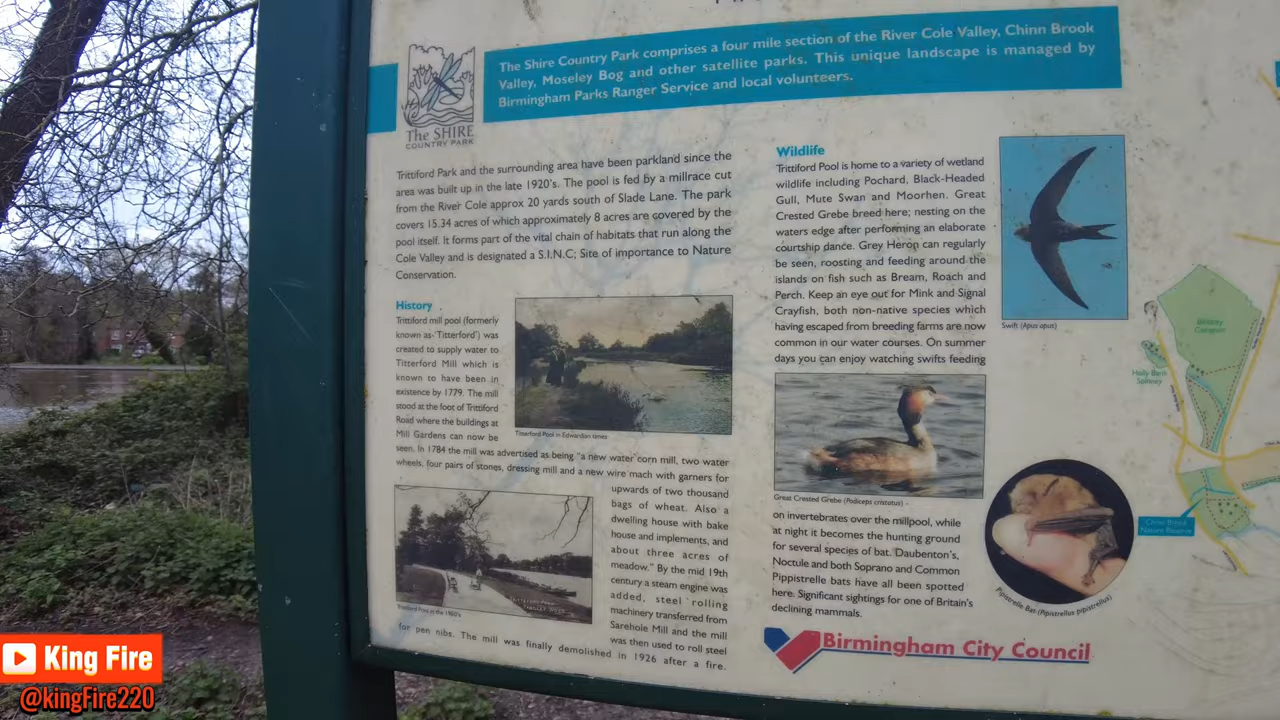 The Shire Country Park comprises a four mile section of the River Cole Valley, Chinn Brook
Valley, Moseley Bog and other satellite parks. This unique landscape is managed by
Birmingham Parks Ranger Service and local volunteers.
The SHIRE
COUNTRY PARK
Trittiford Park and the surrounding area have been parkland since the
area was built up in the late 1920's. The pool is fed by a millrace cut
from the River Cole approx 20 yards south of Slade Lane. The park
covers 15.34 acres of which approximately 8 acres are covered by the
pool itself. It forms part of the vital chain of habitats that run along the
Cole Valley and is designated a S.I.N.C; Site of importance to Nature
Conservation.
History
Trittiford mill pool (formerly
known as 'Titterford') was
created to supply water to
Titterford Mill which is
known to have been in
existence by 1779. The mill
stood at the foot of Trittiford
Road where the buildings at
Mill Gardens can now be
seen. In 1784 the mill was advertised as being "a new water corn mill, two water
wheels, four pairs of stones, dressing mill and a new wire mach with garners for
upwards of two thousand
bags of wheat. Also a
dwelling house with bake
house and implements, and
about three acres of
meadow." By the mid 19th
century a steam engine was
added, steel rolling
machinery transferred from
Sarehole Mill and the mill
was then used to roll steel
for pen nibs. The mill was finally demolished in 1926 after a fire.
Titterford Pool in Edwardian times
Trittiford Pool in the 1960's
Wildlife
Trittiford Pool is home to a variety of wetland
wildlife including Pochard, Black-Headed
Gull, Mute Swan and Moorhen. Great
Crested Grebe breed here; nesting on the
waters edge after performing an elaborate
courtship dance. Grey Heron can regularly
be seen, roosting and feeding around the
islands on fish such as Bream, Roach and
Perch. Keep an eye out for Mink and Signal
Crayfish, both non-native species which
having escaped from breeding farms are now
common in our water courses. On summer
days you can enjoy watching swifts feeding
Great Crested Grebe (Podiceps cristatus)
on invertebrates over the millpool, while
at night it becomes the hunting ground
for several species of bat. Daubenton's,
Noctule and both Soprano and Common
Pippistrelle bats have all been spotted
here. Significant sightings for one of Britain's
declining mammals.
Swift (Apus apus)
Pipistrelle Bat (Pipistrellus pipistrellus)
Birmingham City Council
Billesley
Common
Holly Bank
Spinney
Chinn Brook
Nature Reserve
King Fire
@kingFire220